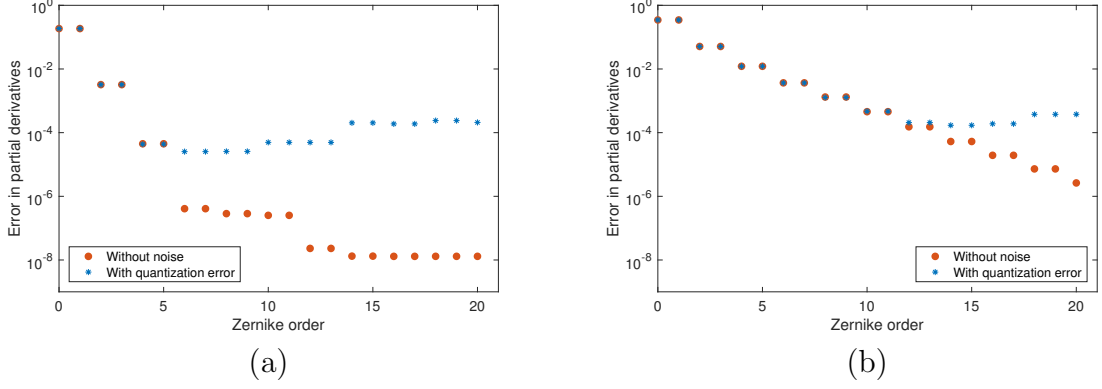 10^0
10^-2
10^-4
10^-6
10^-8
Error in partial derivatives
Without noise
With quantization error
0 5 10 15 20
Zernike order
(a)
10^0
10^-2
10^-4
10^-6
10^-8
Error in partial derivatives
Without noise
With quantization error
0 5 10 15 20
Zernike order
(b)